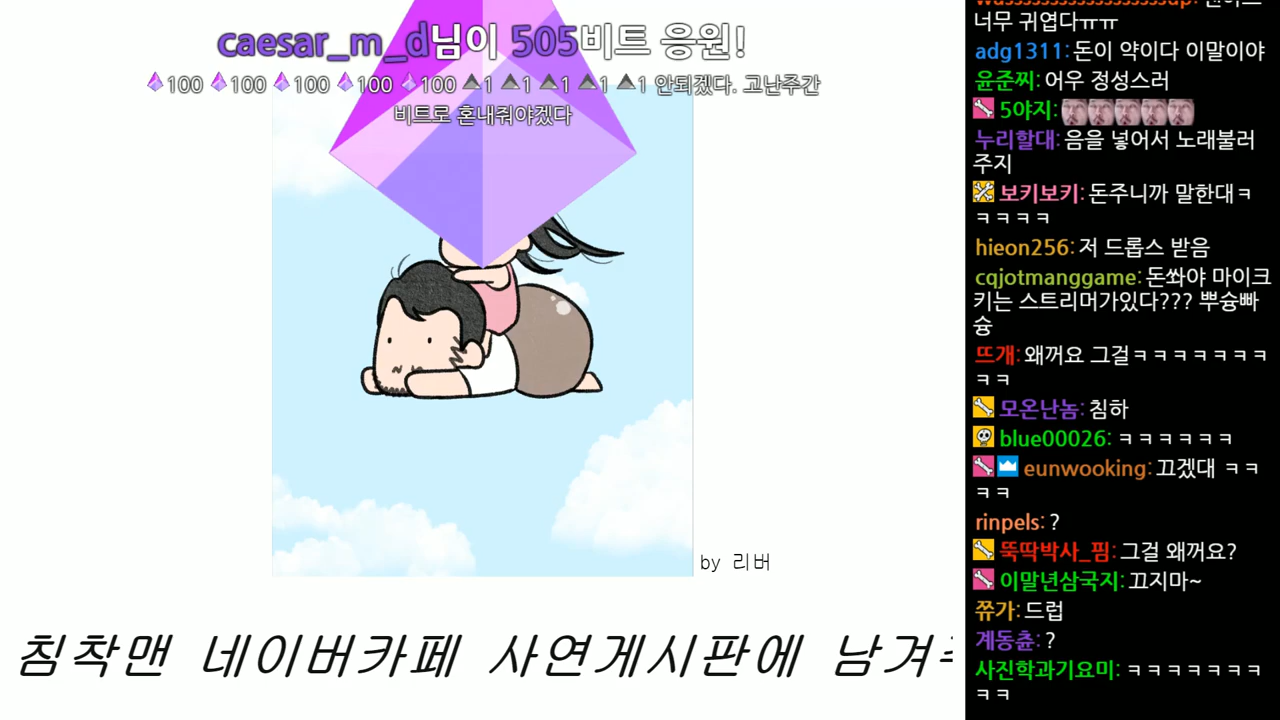 caesar_m_d님이 505비트 응원!
100 100 100 100 100 1 1 1 1 1 안되겠다. 고난주간
비트로 혼내줘야겠다
by 리버
침착맨 네이버카페 사연게시판에 남겨
너무 귀엽다ㅠㅠ
adg1311: 돈이 약이다 이말이야
윤준찌: 어우 정성스러
5야지:
누리할대: 음을 넣어서 노래불러
주지
보키보키: 돈주니까 말한대ㅋ
ㅋㅋㅋㅋ
hieon256: 저 드롭스 받음
cqjotmanggame: 돈쏴야 마이크
키는 스트리머가있다??? 뿌슝빠
슝
뜨개: 왜꺼요 그걸ㅋㅋㅋㅋㅋㅋㅋ
ㅋㅋ
모온난놈: 침하
blue00026: ㅋㅋㅋㅋㅋㅋ
eunwooking: 끄겠대 ㅋㅋ
ㅋㅋ
rinpels: ?
뚝딱박사_핌: 그걸 왜꺼요?
이말년삼국지: 끄지마~
쮸가: 드럽
계동츈: ?
사진학과기요미: ㅋㅋㅋㅋㅋㅋㅋ
ㅋㅋ